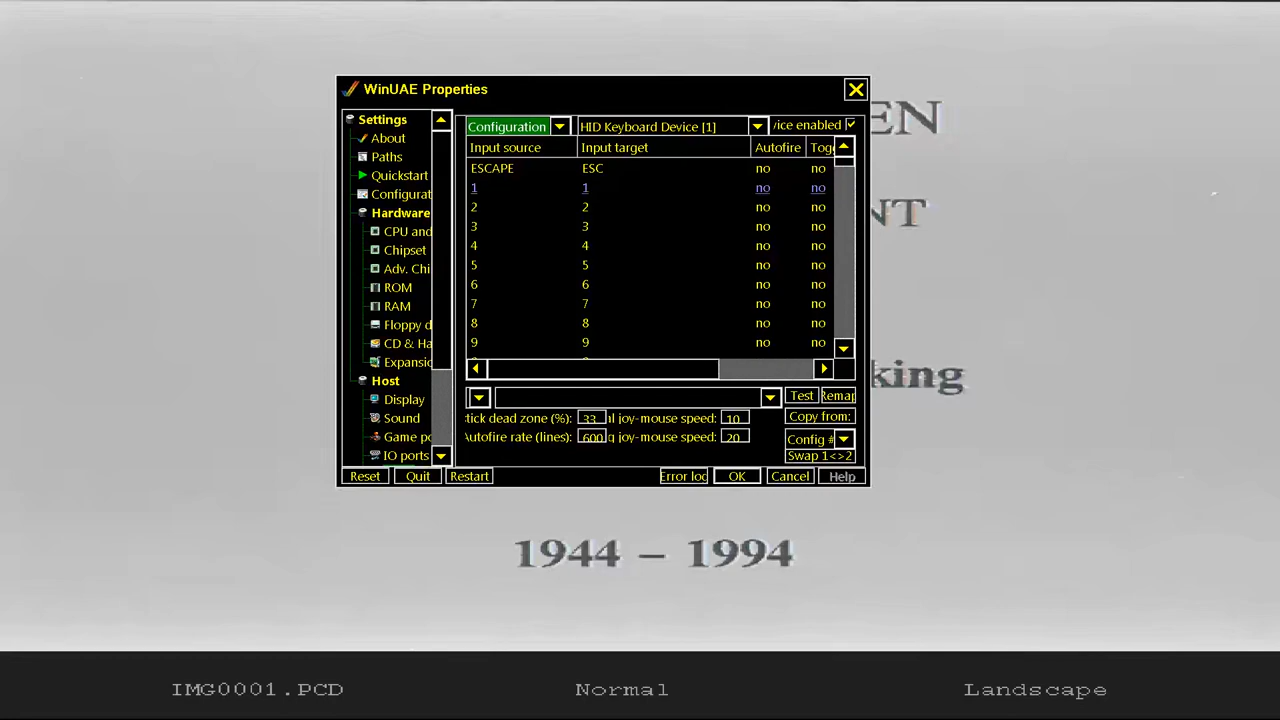 WinUAE Properties
Settings
About
Paths
Quickstart
Configurat
Hardware
CPU and
Chipset
Adv. Chi
ROM
RAM
Floppy d
CD & Ha
Expansio
Host
Display
Sound
Game po
IO ports
Configuration HID Keyboard Device [1] vice enabled
Input source Input target Autofire Togg
ESCAPE ESC no no
1 1 no no
2 2 no no
3 3 no no
4 4 no no
5 5 no no
6 6 no no
7 7 no no
8 8 no no
9 9 no no
Test Remap
tick dead zone (%): 33 al joy-mouse speed: 10 Copy from:
Autofire rate (lines): 600 g joy-mouse speed: 20 Config #
Swap 1<>2
Reset Quit Restart Error log OK Cancel Help
EN
NT
king
1944 – 1994
IMG0001.PCD Normal Landscape